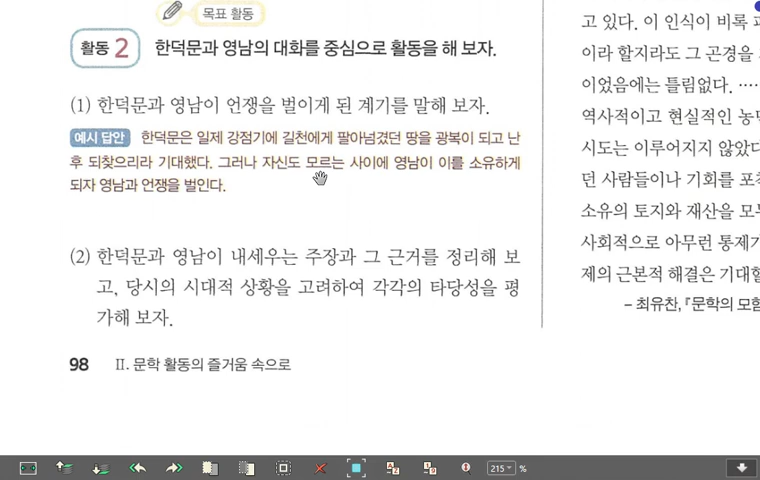 목표 활동
활동 2 한덕문과 영남의 대화를 중심으로 활동을 해 보자.
(1) 한덕문과 영남이 언쟁을 벌이게 된 계기를 말해 보자.
예시 답안 한덕문은 일제 강점기에 길천에게 팔아넘겼던 땅을 광복이 되고 난
후 되찾으리라 기대했다. 그러나 자신도 모르는 사이에 영남이 이를 소유하게
되자 영남과 언쟁을 벌인다.
(2) 한덕문과 영남이 내세우는 주장과 그 근거를 정리해 보
고, 당시의 시대적 상황을 고려하여 각각의 타당성을 평
가해 보자.
98 Ⅱ. 문학 활동의 즐거움 속으로
고 있다. 이 인식이 비록
이라 할지라도 그 곤경을
이었음에는 틀림없다. ……
역사적이고 현실적인
시도는 이루어지지 않았다
던 사람들이나 기회를
소유의 토지와 재산을
사회적으로 아무런
제의 근본적 해결은
– 최유찬, 『문학의
215 %